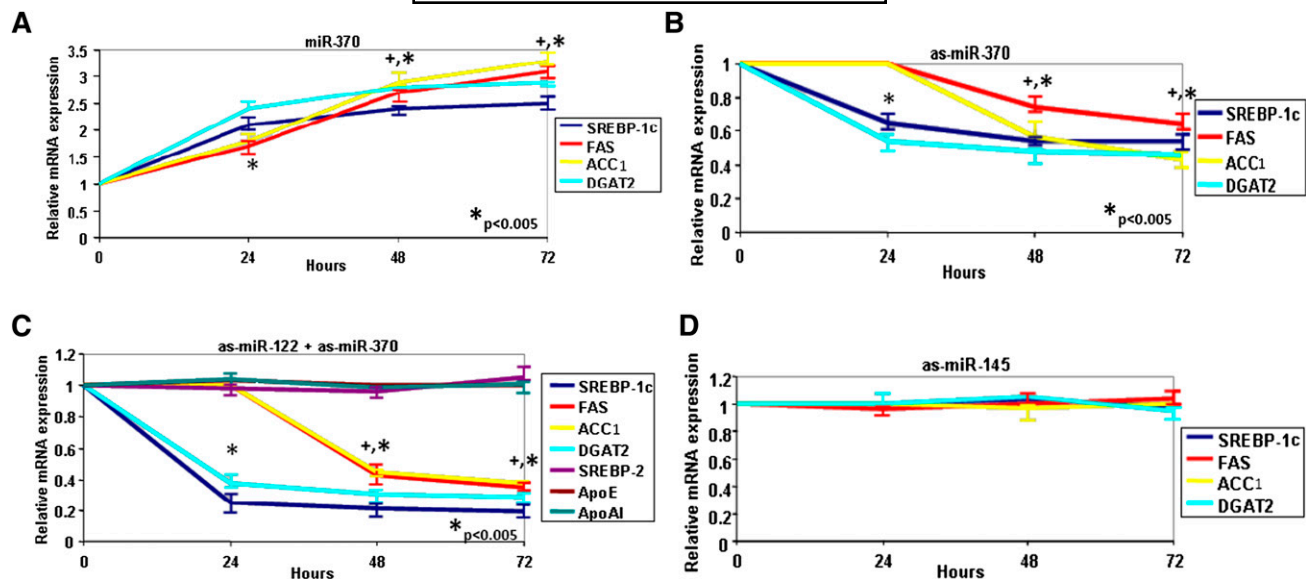 A
miR-370
Relative mRNA expression
3.5
3
2.5
2
1.5
1
0.5
0
+,*
+,*
*
* p<0.005
0 24 48 72
Hours
SREBP-1c
FAS
ACC1
DGAT2
B
as-miR-370
Relative mRNA expression
1
0.8
0.6
0.4
0.2
0
*
+,*
+,*
* p<0.005
0 24 48 72
Hours
SREBP-1c
FAS
ACC1
DGAT2
C
as-miR-122 + as-miR-370
Relative mRNA expression
1.2
1
0.8
0.6
0.4
0.2
0
*
+,*
+,*
* p<0.005
0 24 48 72
Hours
SREBP-1c
FAS
ACC1
DGAT2
SREBP-2
ApoE
ApoAI
D
as-miR-145
Relative mRNA expression
1.2
1
0.8
0.6
0.4
0.2
0
0 24 48 72
Hours
SREBP-1c
FAS
ACC1
DGAT2